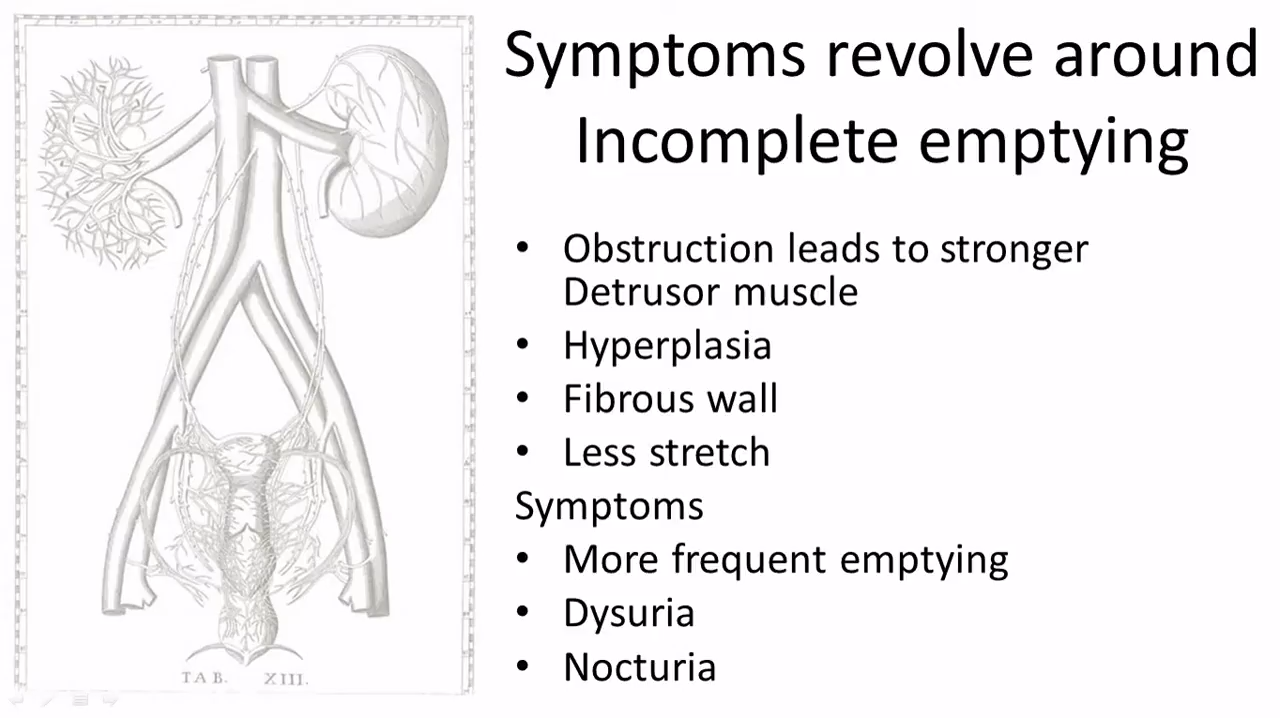 Symptoms revolve around
Incomplete emptying
• Obstruction leads to stronger
Detrusor muscle
• Hyperplasia
• Fibrous wall
• Less stretch
Symptoms
• More frequent emptying
• Dysuria
• Nocturia
TAB. XIII.